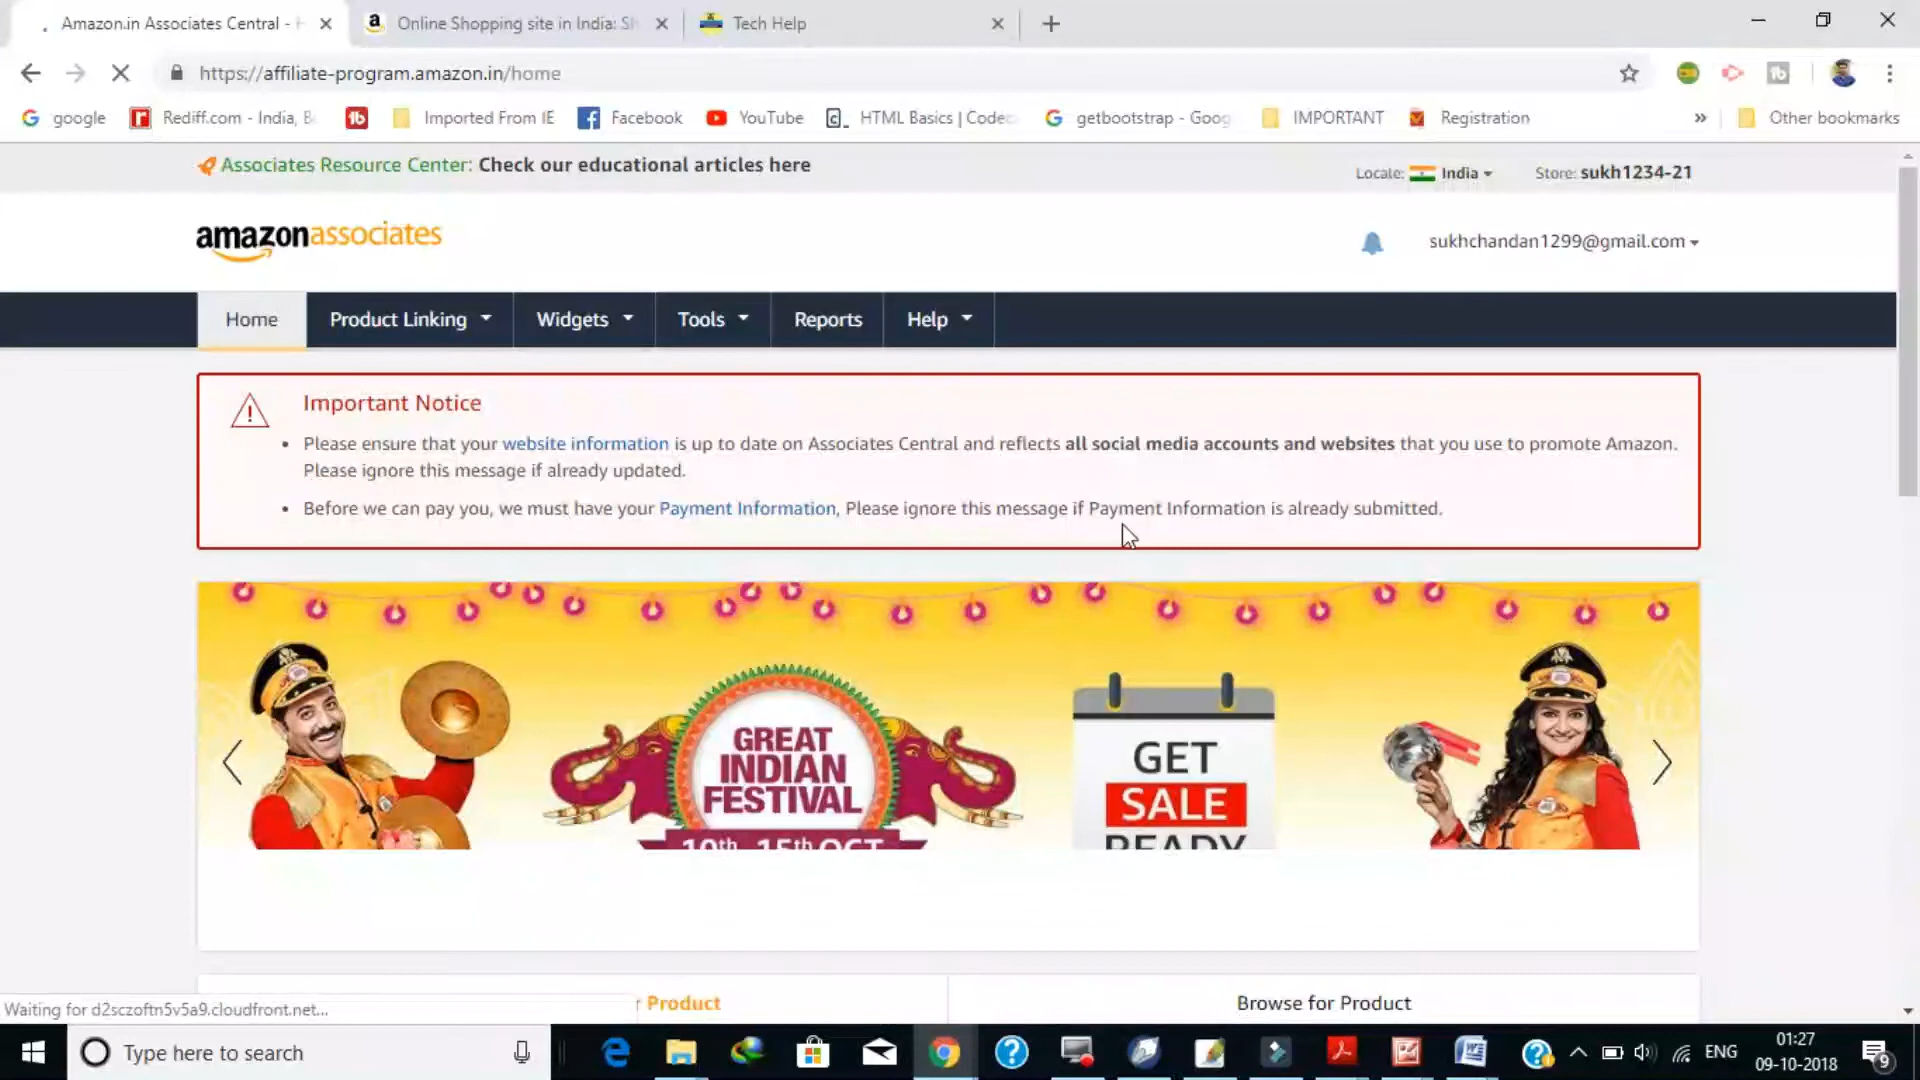 Amazon.in Associates Central - H
Online Shopping site in India: Sh
Tech Help
https://affiliate-program.amazon.in/home
google
Rediff.com - India, B
Imported From IE
Facebook
YouTube
HTML Basics | Codec
getbootstrap - Goog
IMPORTANT
Registration
Other bookmarks
Associates Resource Center: Check our educational articles here
Locale: India
Store: sukh1234-21
amazonassociates
sukhchandan1299@gmail.com
Home
Product Linking
Widgets
Tools
Reports
Help
Important Notice
Please ensure that your website information is up to date on Associates Central and reflects all social media accounts and websites that you use to promote Amazon.
Please ignore this message if already updated.
Before we can pay you, we must have your Payment Information, Please ignore this message if Payment Information is already submitted.
GREAT
INDIAN
FESTIVAL
10th - 15th OCT
GET
SALE
READY
Product
Browse for Product
Waiting for d2sczoftn5v5a9.cloudfront.net...
Type here to search
ENG
01:27
09-10-2018
9